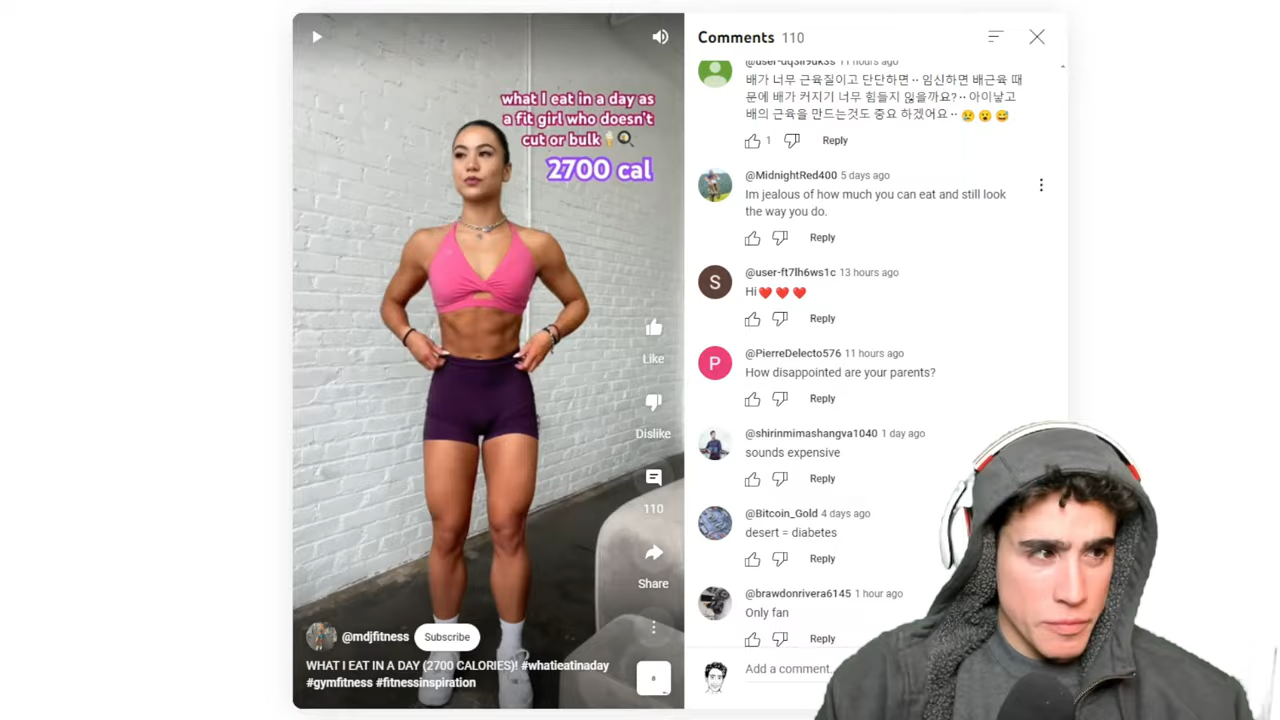 what I eat in a day as
a fit girl who doesn't
cut or bulk🍦🍳
2700 cal
Like
Dislike
110
Share
@mdjfitness Subscribe
WHAT I EAT IN A DAY (2700 CALORIES)! #whatieatinaday
#gymfitness #fitnessinspiration
Comments 110
11 hours ago
배가 너무 근육질이고 단단하면·· 임신하면 배근육 때
문에 배가 커지기 너무 힘들지 않을까요?·· 아이낳고
배의 근육을 만드는것도 중요 하겠어요·· 😢😮😅
1 Reply
@MidnightRed400 5 days ago
Im jealous of how much you can eat and still look
the way you do.
Reply
S
@user-ft7lh6ws1c 13 hours ago
Hi❤️❤️❤️
Reply
P
@PierreDelecto576 11 hours ago
How disappointed are your parents?
Reply
@shirinmimashangva1040 1 day ago
sounds expensive
Reply
@Bitcoin_Gold 4 days ago
desert = diabetes
Reply
@brawdonrivera6145 1 hour ago
Only fan
Reply
Add a comment...